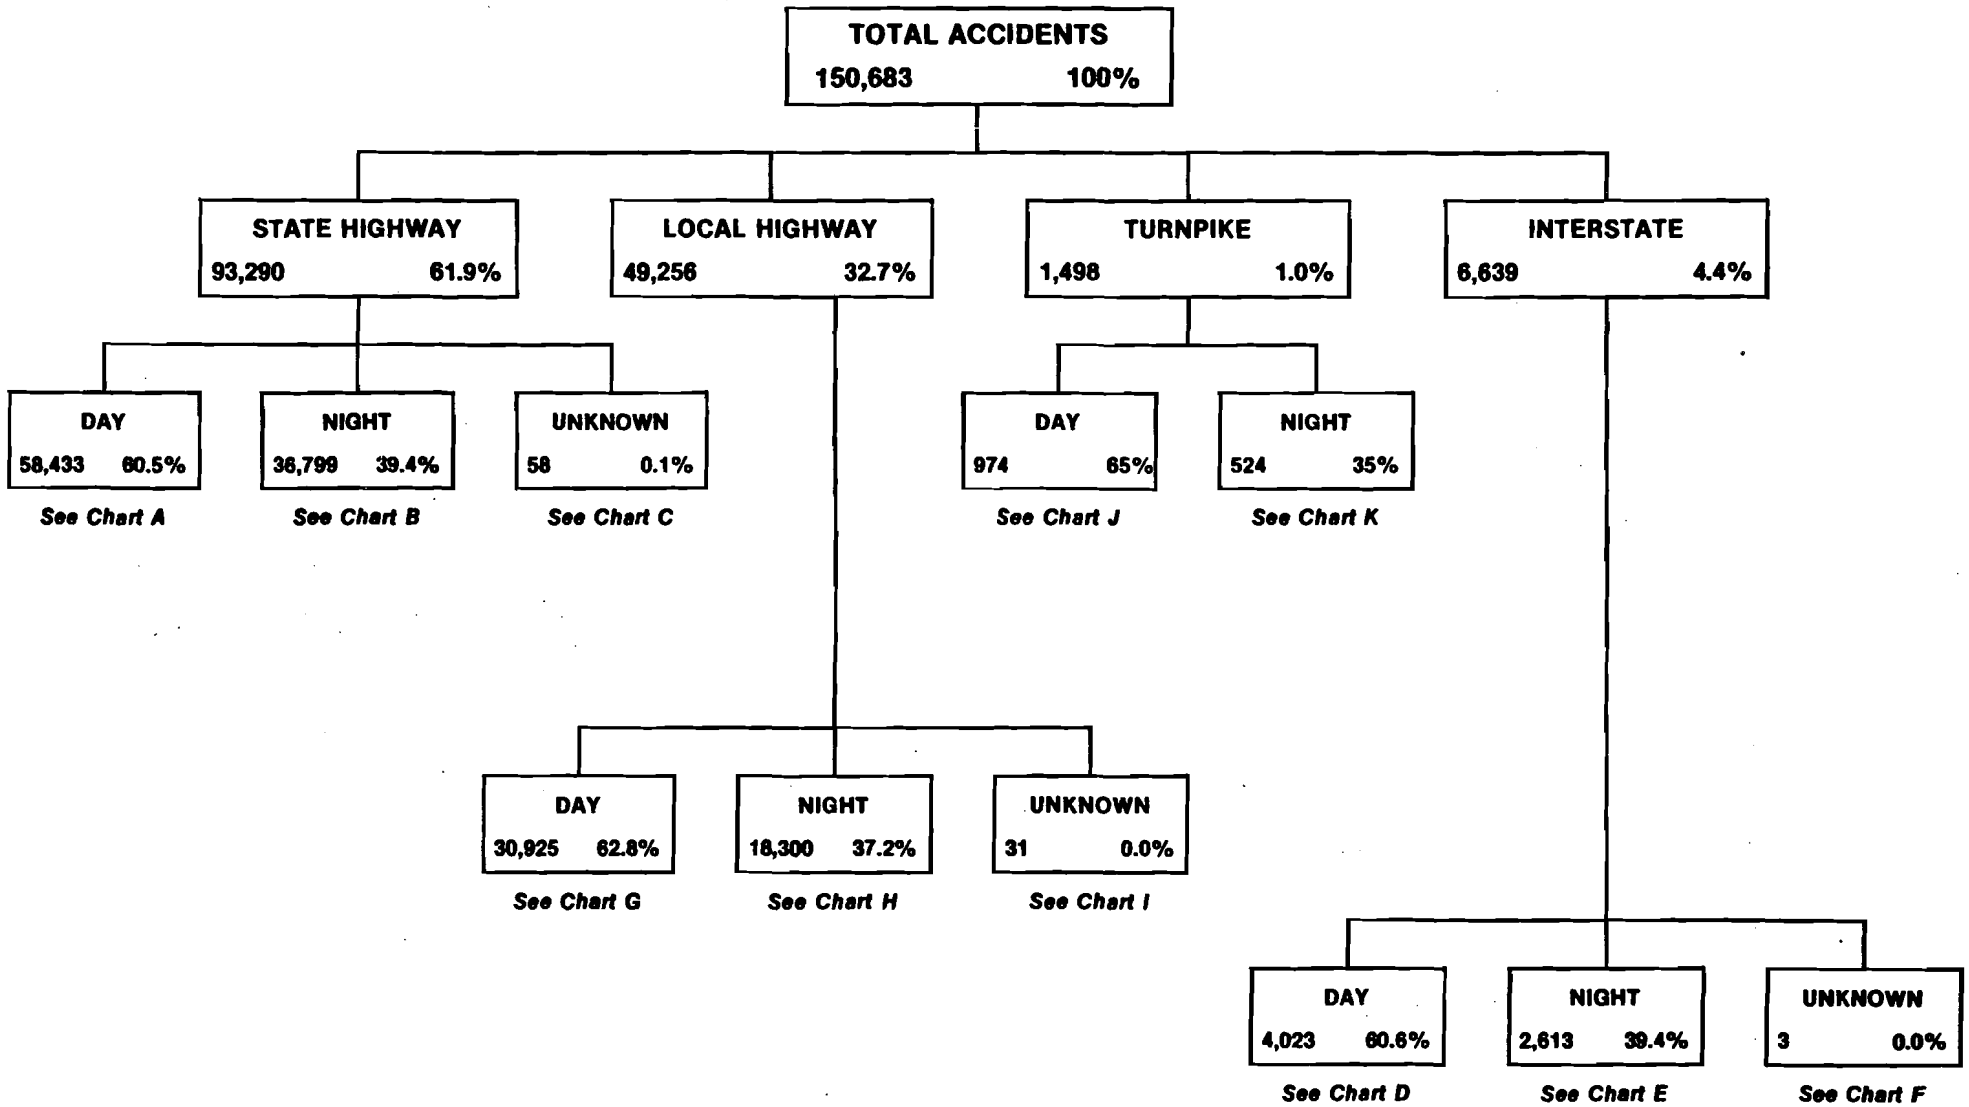 TOTAL ACCIDENTS
150,683 100%
STATE HIGHWAY
93,290 61.9%
LOCAL HIGHWAY
49,256 32.7%
TURNPIKE
1,498 1.0%
INTERSTATE
6,639 4.4%
DAY
58,433 60.5%
See Chart A
NIGHT
36,799 39.4%
See Chart B
UNKNOWN
58 0.1%
See Chart C
DAY
974 65%
See Chart J
NIGHT
524 35%
See Chart K
DAY
30,925 62.8%
See Chart G
NIGHT
18,300 37.2%
See Chart H
UNKNOWN
31 0.0%
See Chart I
DAY
4,023 60.6%
See Chart D
NIGHT
2,613 39.4%
See Chart E
UNKNOWN
3 0.0%
See Chart F